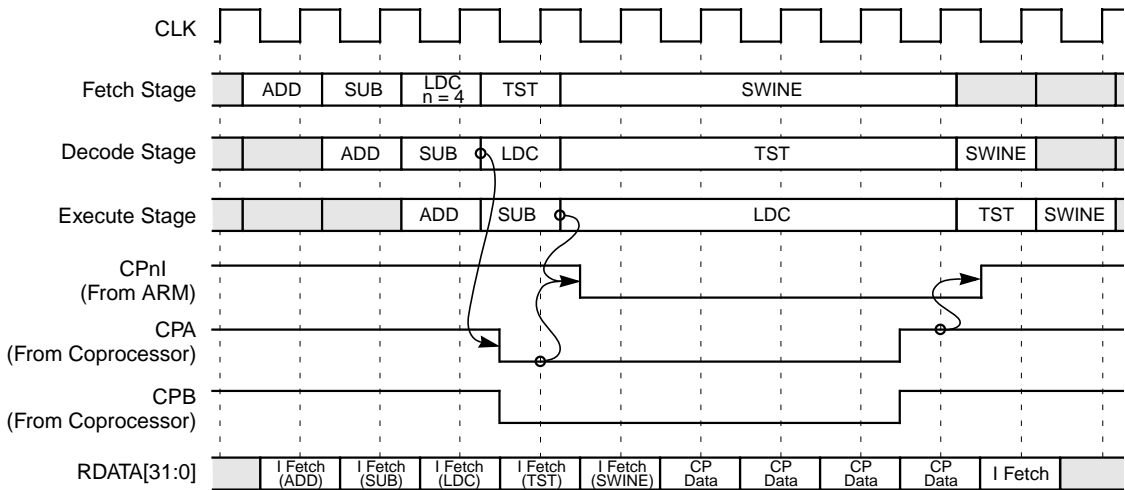 CLK
Fetch Stage
ADD
SUB
LDC
n = 4
TST
SWINE
Decode Stage
ADD
SUB
LDC
TST
SWINE
Execute Stage
ADD
SUB
LDC
TST
SWINE
CPnI
(From ARM)
CPA
(From Coprocessor)
CPB
(From Coprocessor)
RDATA[31:0]
I Fetch
(ADD)
I Fetch
(SUB)
I Fetch
(LDC)
I Fetch
(TST)
I Fetch
(SWINE)
CP
Data
CP
Data
CP
Data
CP
Data
I Fetch